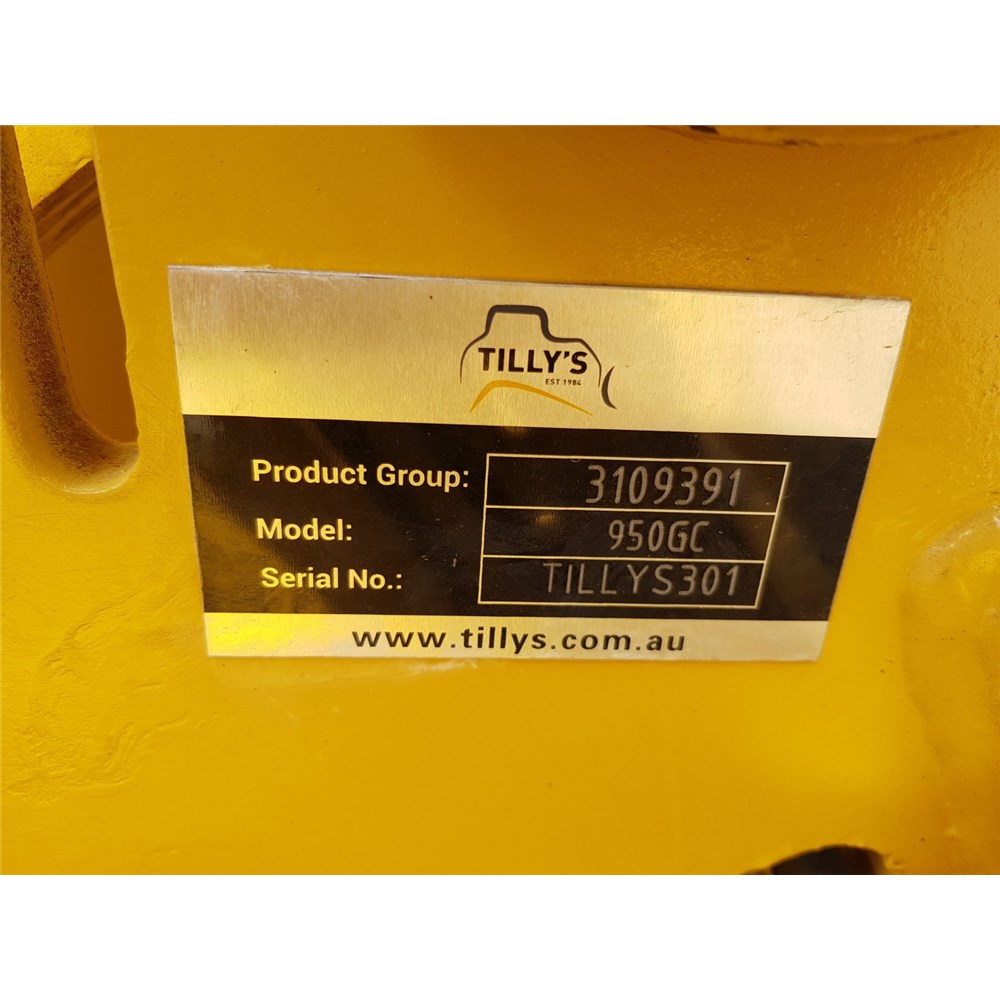 TILLY'S
EST 1984
Product Group: 3109391
Model: 950GC
Serial No.: TILLYS301
www.tillys.com.au